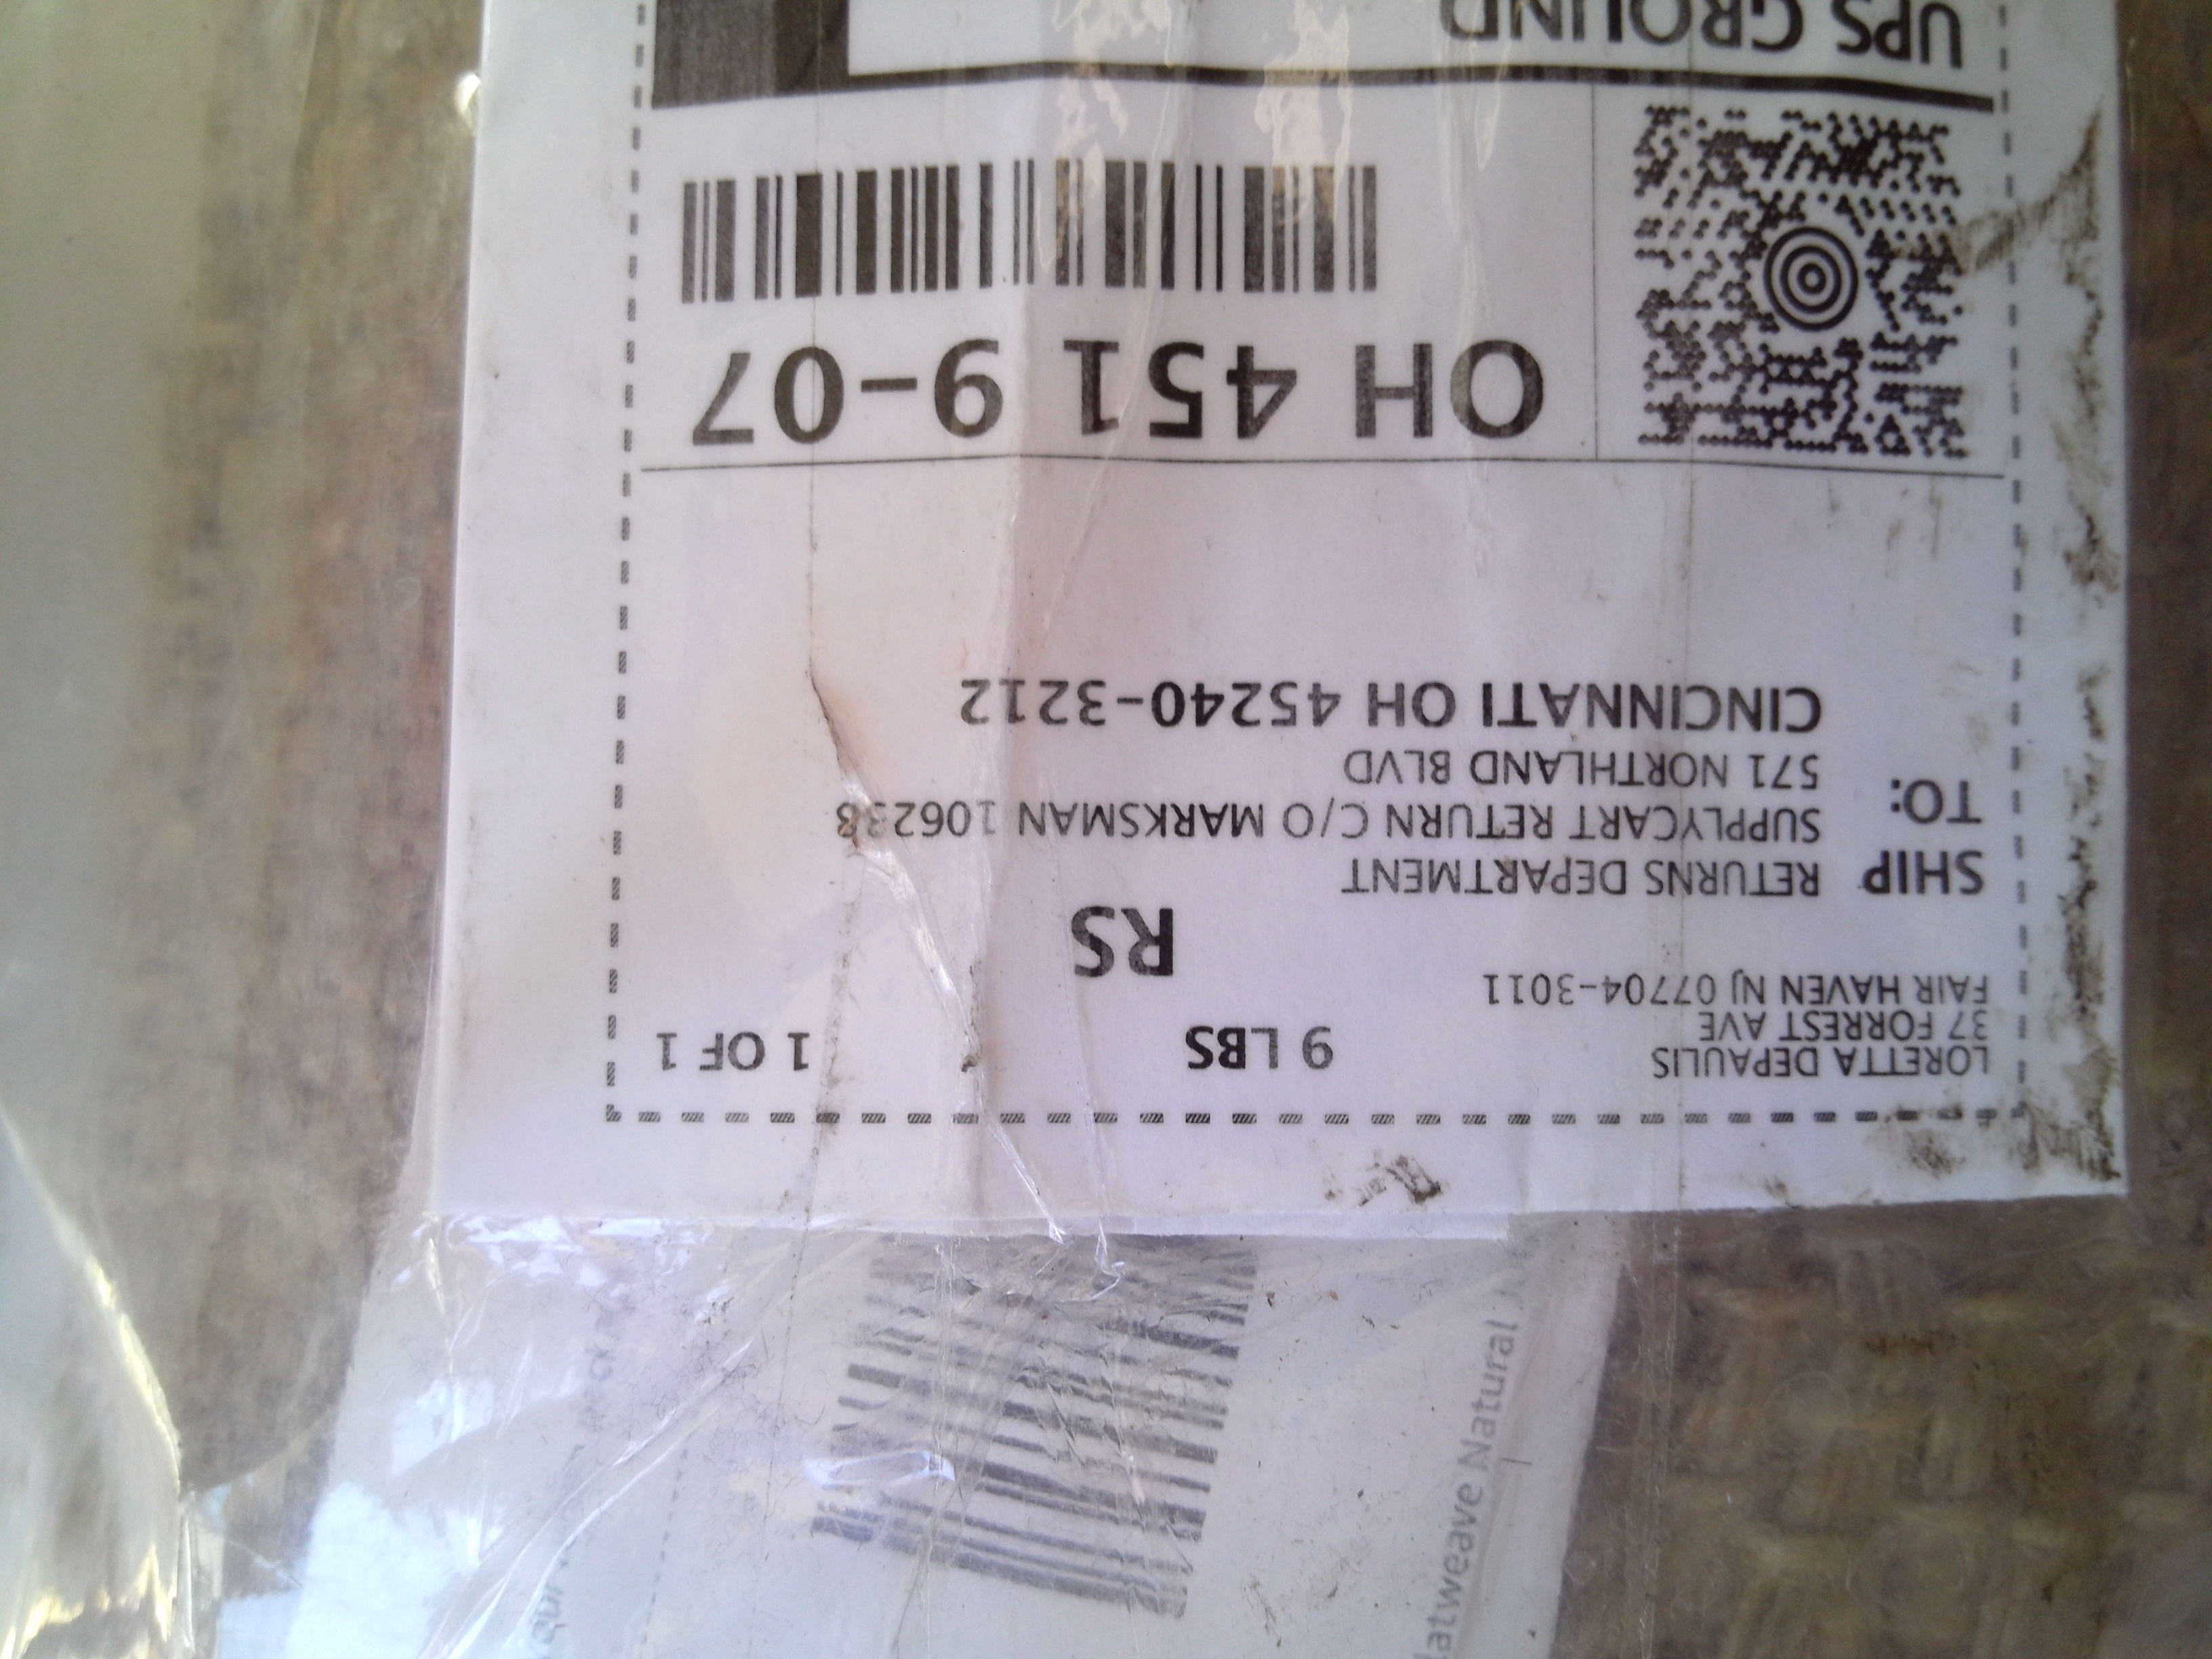 LORETTA DEPAULIS
37 FORREST AVE
FAIR HAVEN NJ 07704-3011
9 LBS
1 OF 1
RS
SHIP TO:
RETURNS DEPARTMENT
SUPPLYCART RETURN C/O MARKSMAN 106238
571 NORTHLAND BLVD
CINCINNATI OH 45240-3212
OH 451 9-07
UPS GROUND
Natural